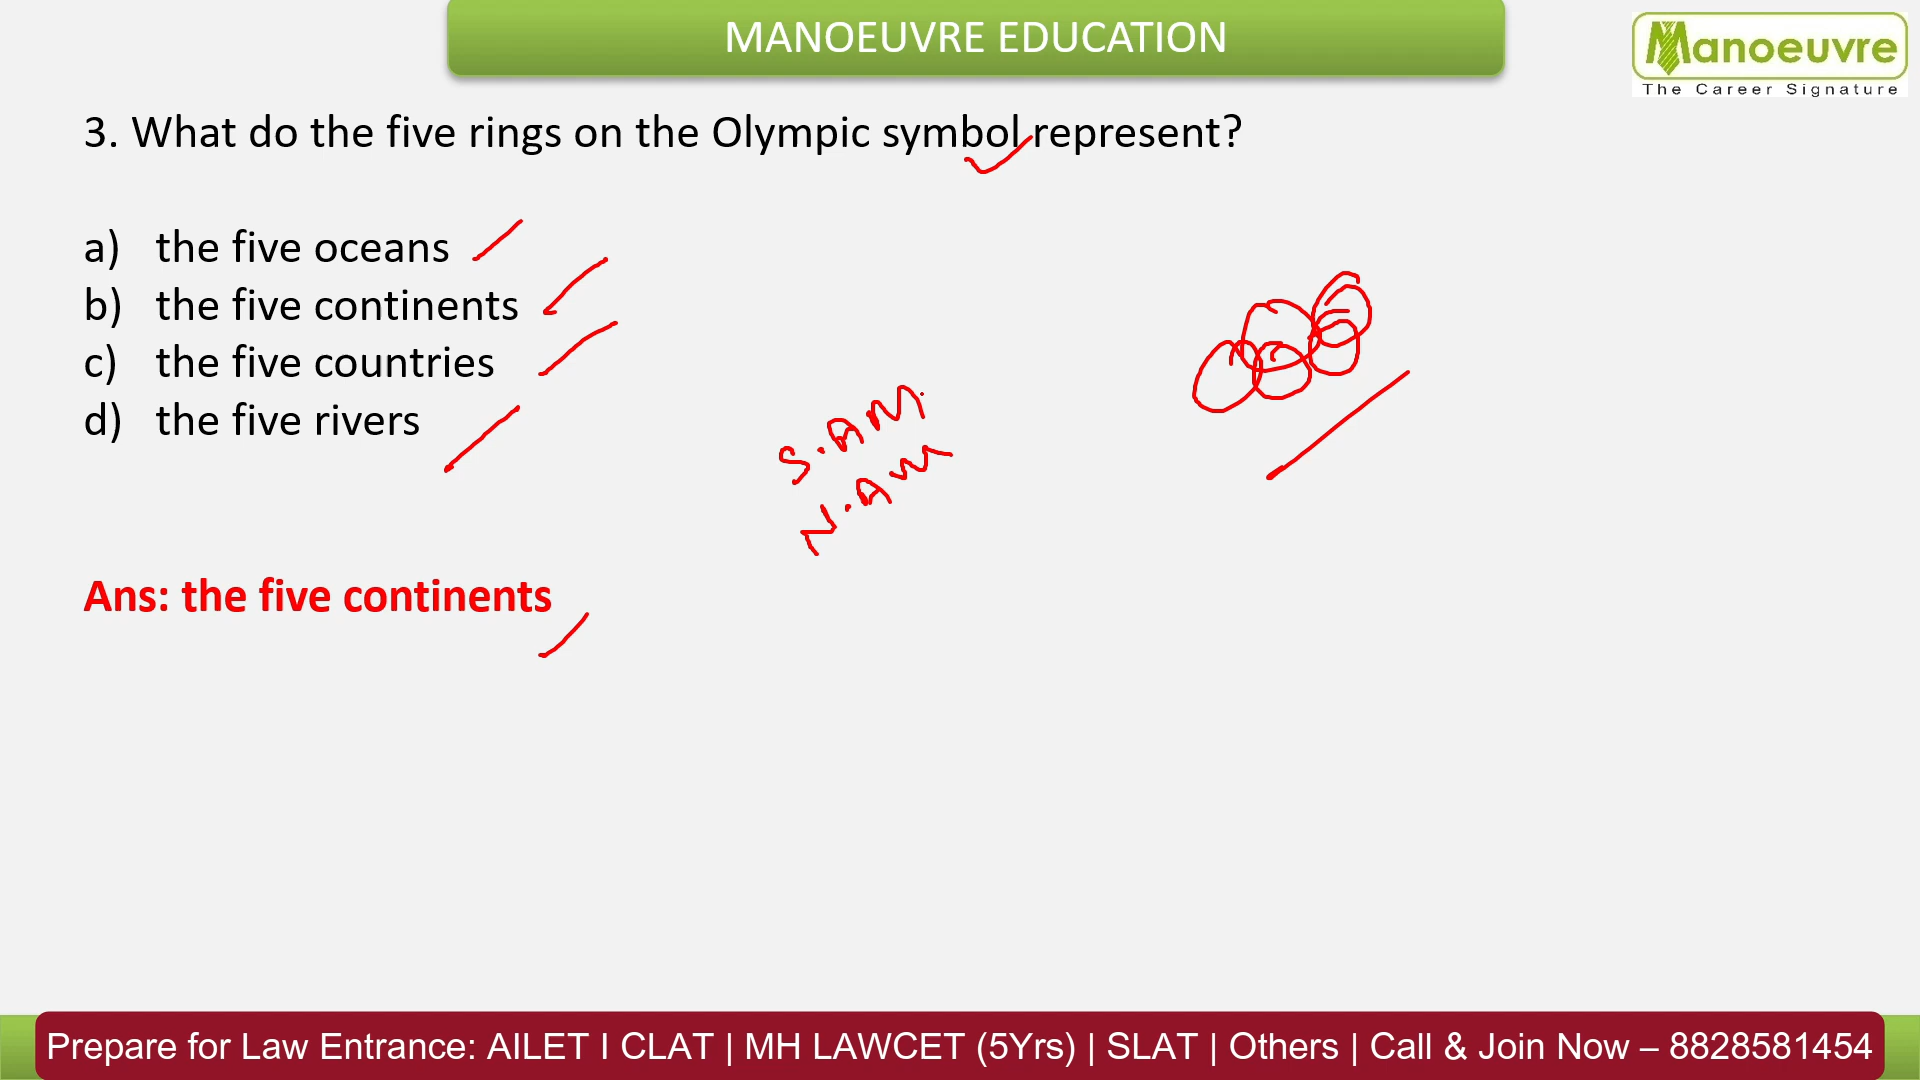 MANOEUVRE EDUCATION
Manoeuvre
The Career Signature
3. What do the five rings on the Olympic symbol represent?
a) the five oceans
b) the five continents
c) the five countries
d) the five rivers
S.AM.
N.AM
Ans: the five continents
Prepare for Law Entrance: AILET I CLAT | MH LAWCET (5Yrs) | SLAT | Others | Call & Join Now – 8828581454